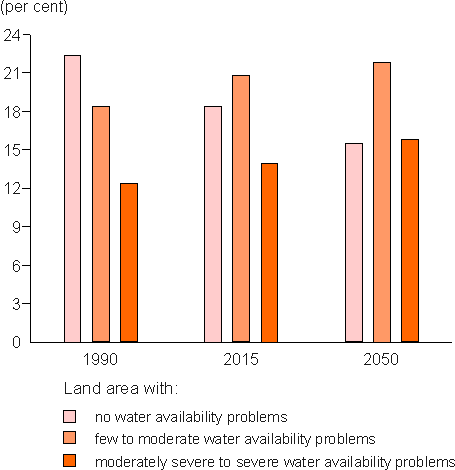 (per cent)
24
21
18
15
12
9
6
3
0
1990 2015 2050
Land area with:
no water availability problems
few to moderate water availability problems
moderately severe to severe water availability problems